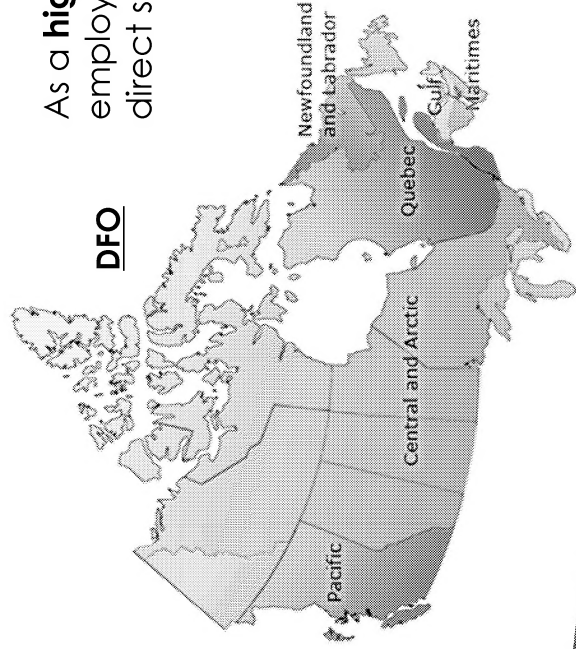 As a hig
employ
direct s
DFO
Newfoundland
and Labrador
Gulf
Maritimes
Quebec
Central and Arctic
Pacific